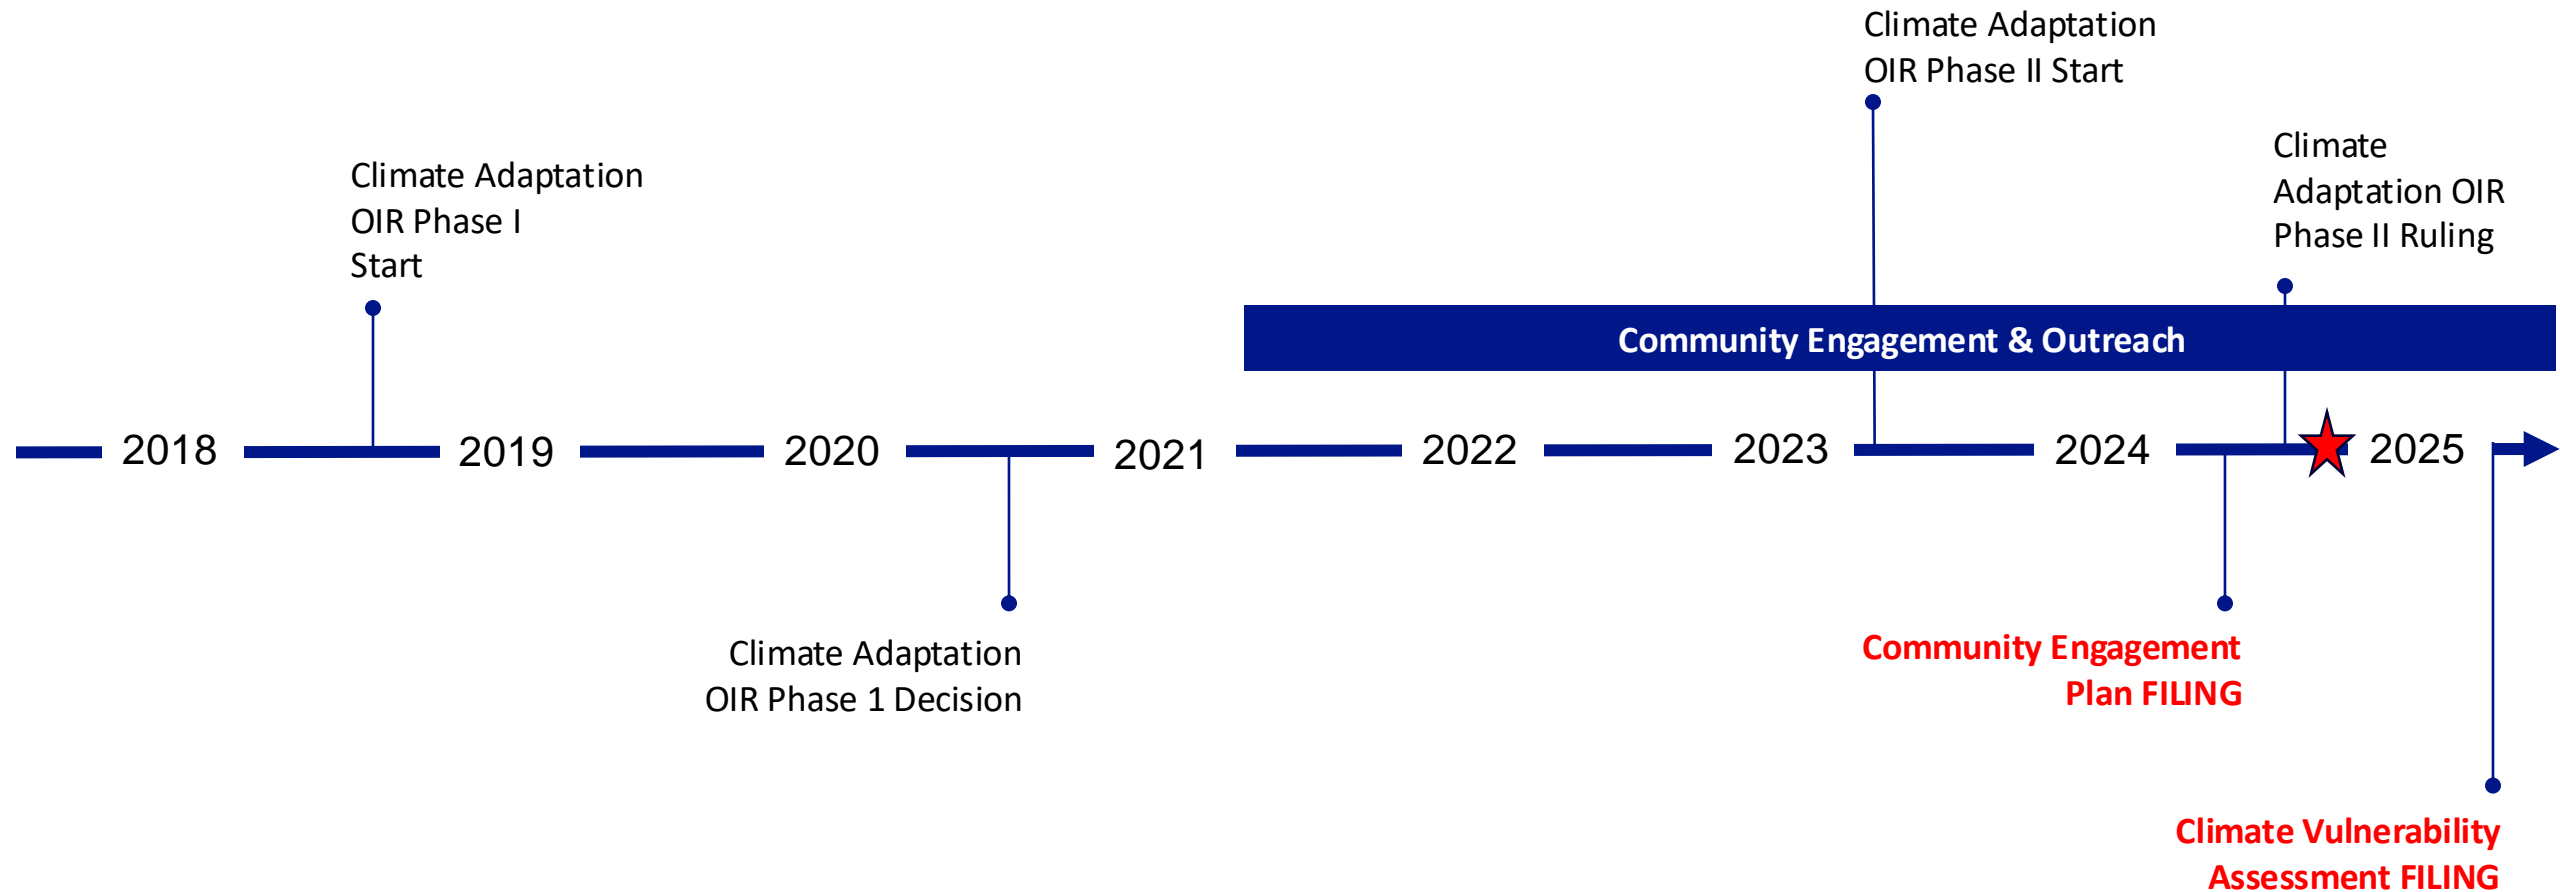 Climate Adaptation
OIR Phase II Start
Climate
Adaptation OIR
Phase II Ruling
Climate Adaptation
OIR Phase I
Start
Community Engagement & Outreach
2018
2019
2020
2021
2022
2023
2024
2025
Climate Adaptation
OIR Phase 1 Decision
Community Engagement
Plan FILING
Climate Vulnerability
Assessment FILING